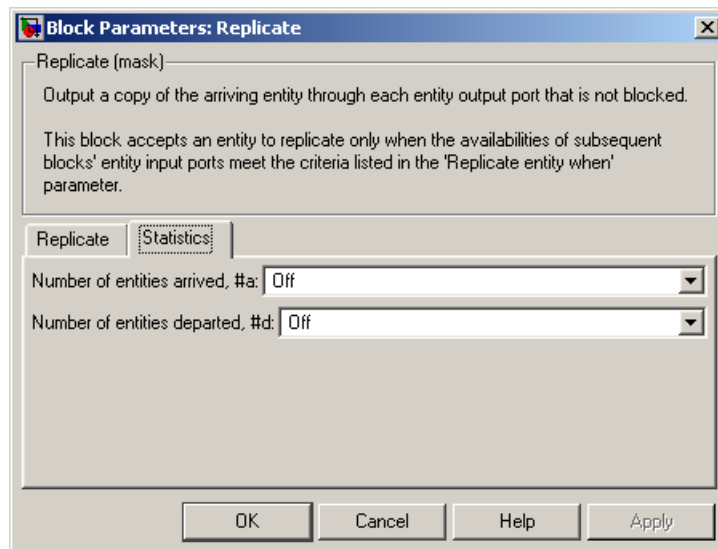 Block Parameters: Replicate
Replicate (mask)
Output a copy of the arriving entity through each entity output port that is not blocked.
This block accepts an entity to replicate only when the availabilities of subsequent
blocks' entity input ports meet the criteria listed in the 'Replicate entity when'
parameter.
Replicate Statistics
Number of entities arrived, #a: Off
Number of entities departed, #d: Off
OK Cancel Help Apply